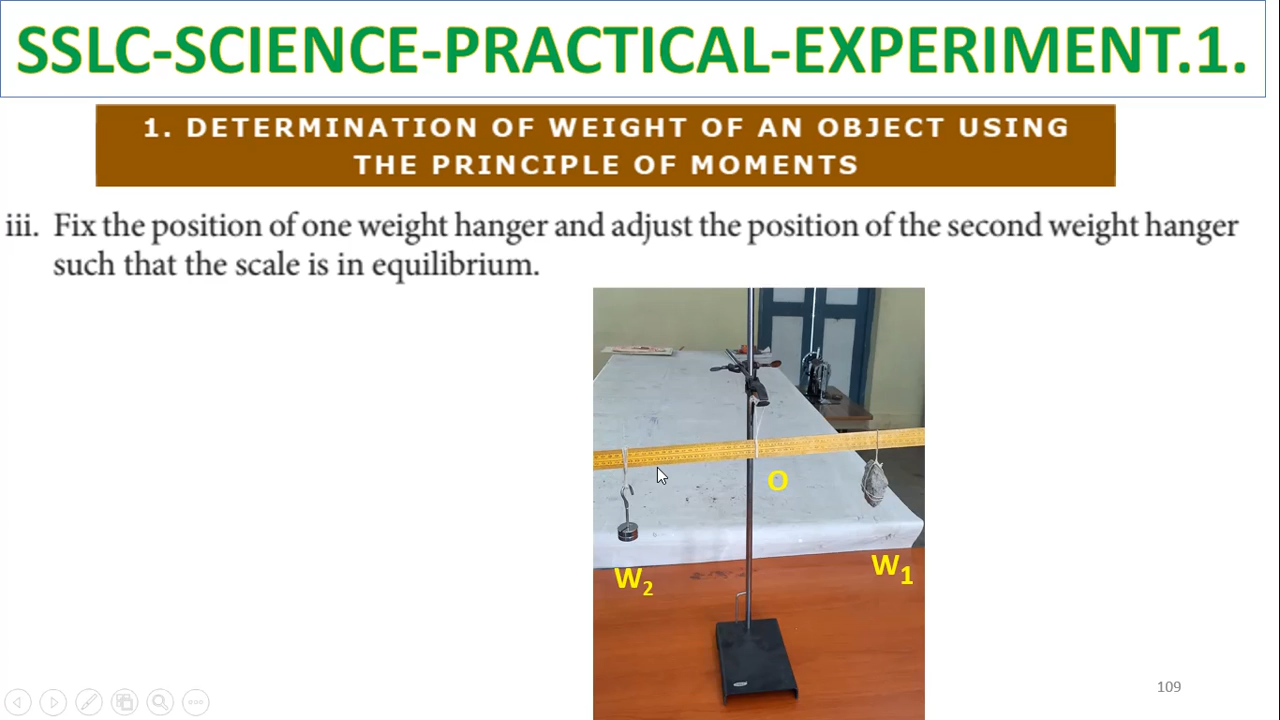 SSLC-SCIENCE-PRACTICAL-EXPERIMENT.1.
1. DETERMINATION OF WEIGHT OF AN OBJECT USING
THE PRINCIPLE OF MOMENTS
iii. Fix the position of one weight hanger and adjust the position of the second weight hanger
such that the scale is in equilibrium.
O
W₂
W₁
109